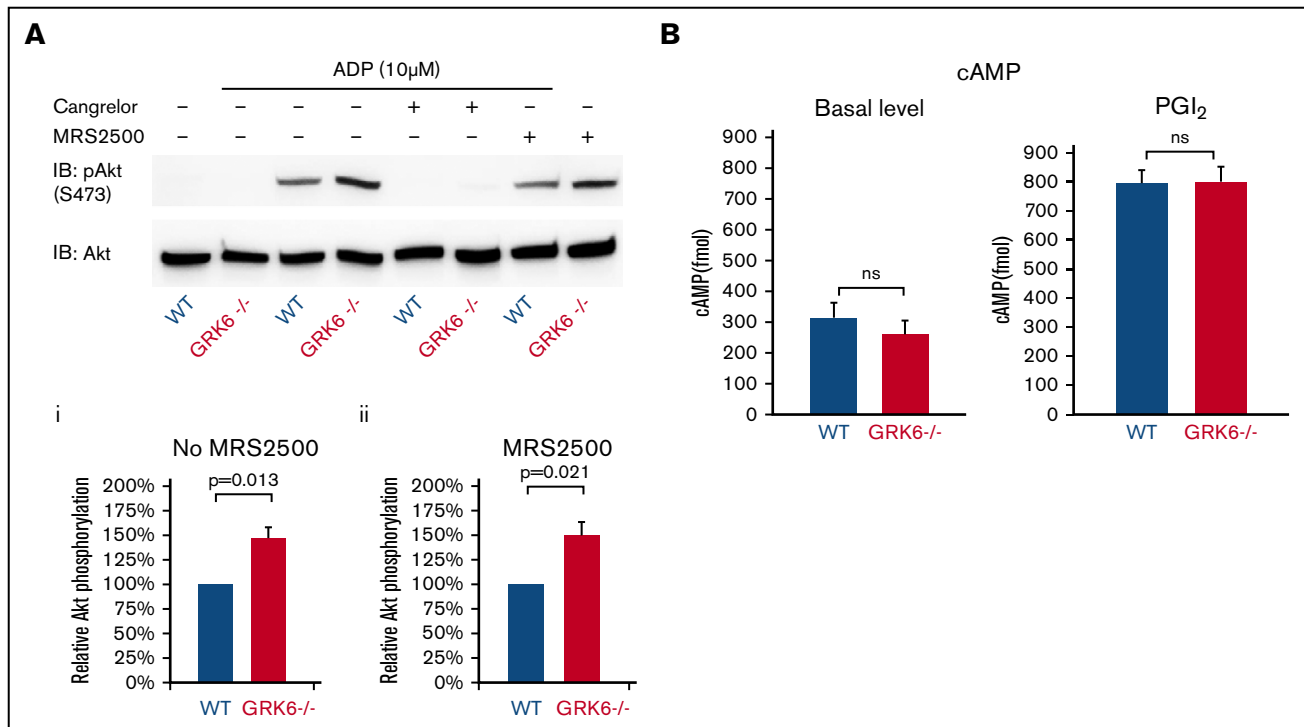 A
ADP (10µM)
Cangrelor – – – – + + – –
MRS2500 – – – – – – + +
IB: pAkt
(S473)
IB: Akt
WT GRK6 -/- WT GRK6 -/- WT GRK6 -/- WT GRK6 -/-
i
No MRS2500
p=0.013
Relative Akt phosphorylation
200%
175%
150%
125%
100%
75%
50%
25%
0%
WT GRK6-/-
ii
MRS2500
p=0.021
Relative Akt phosphorylation
200%
175%
150%
125%
100%
75%
50%
25%
0%
WT GRK6-/-
B
cAMP
Basal level
cAMP(fmol)
900
800
700
600
500
400
300
200
100
0
ns
WT GRK6-/-
PGI₂
cAMP(fmol)
900
800
700
600
500
400
300
200
100
0
ns
WT GRK6-/-